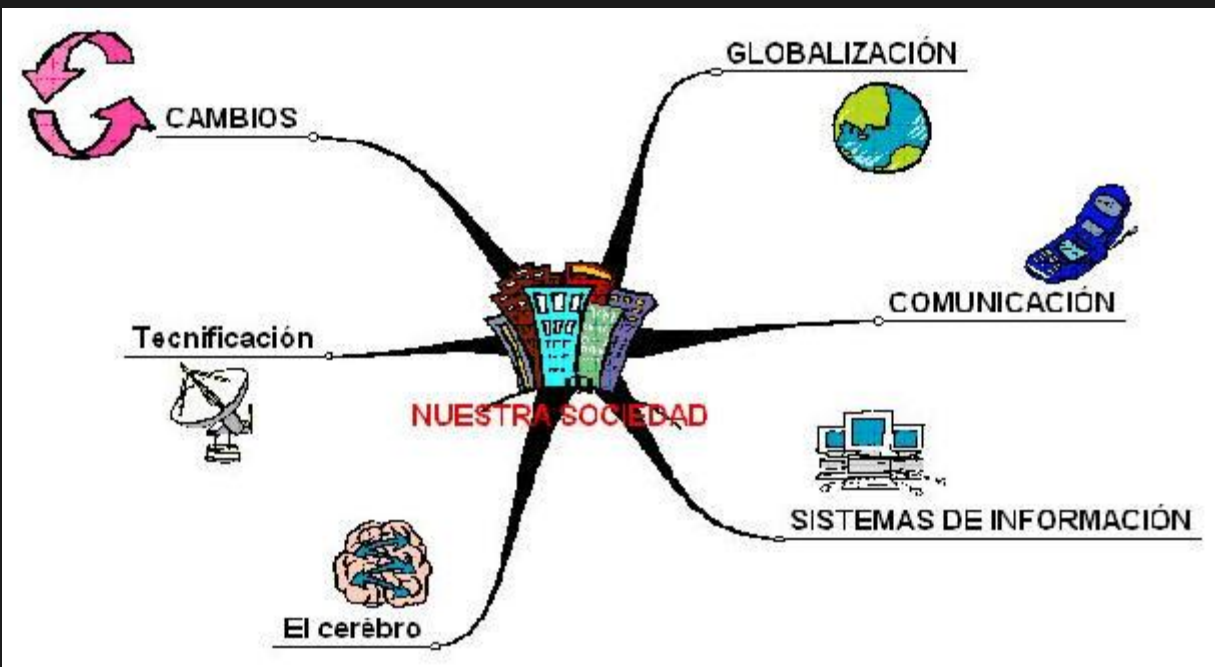 GLOBALIZACIÓN
CAMBIOS
COMUNICACIÓN
Tecnificación
NUESTRA SOCIEDAD
SISTEMAS DE INFORMACIÓN
El cerébro